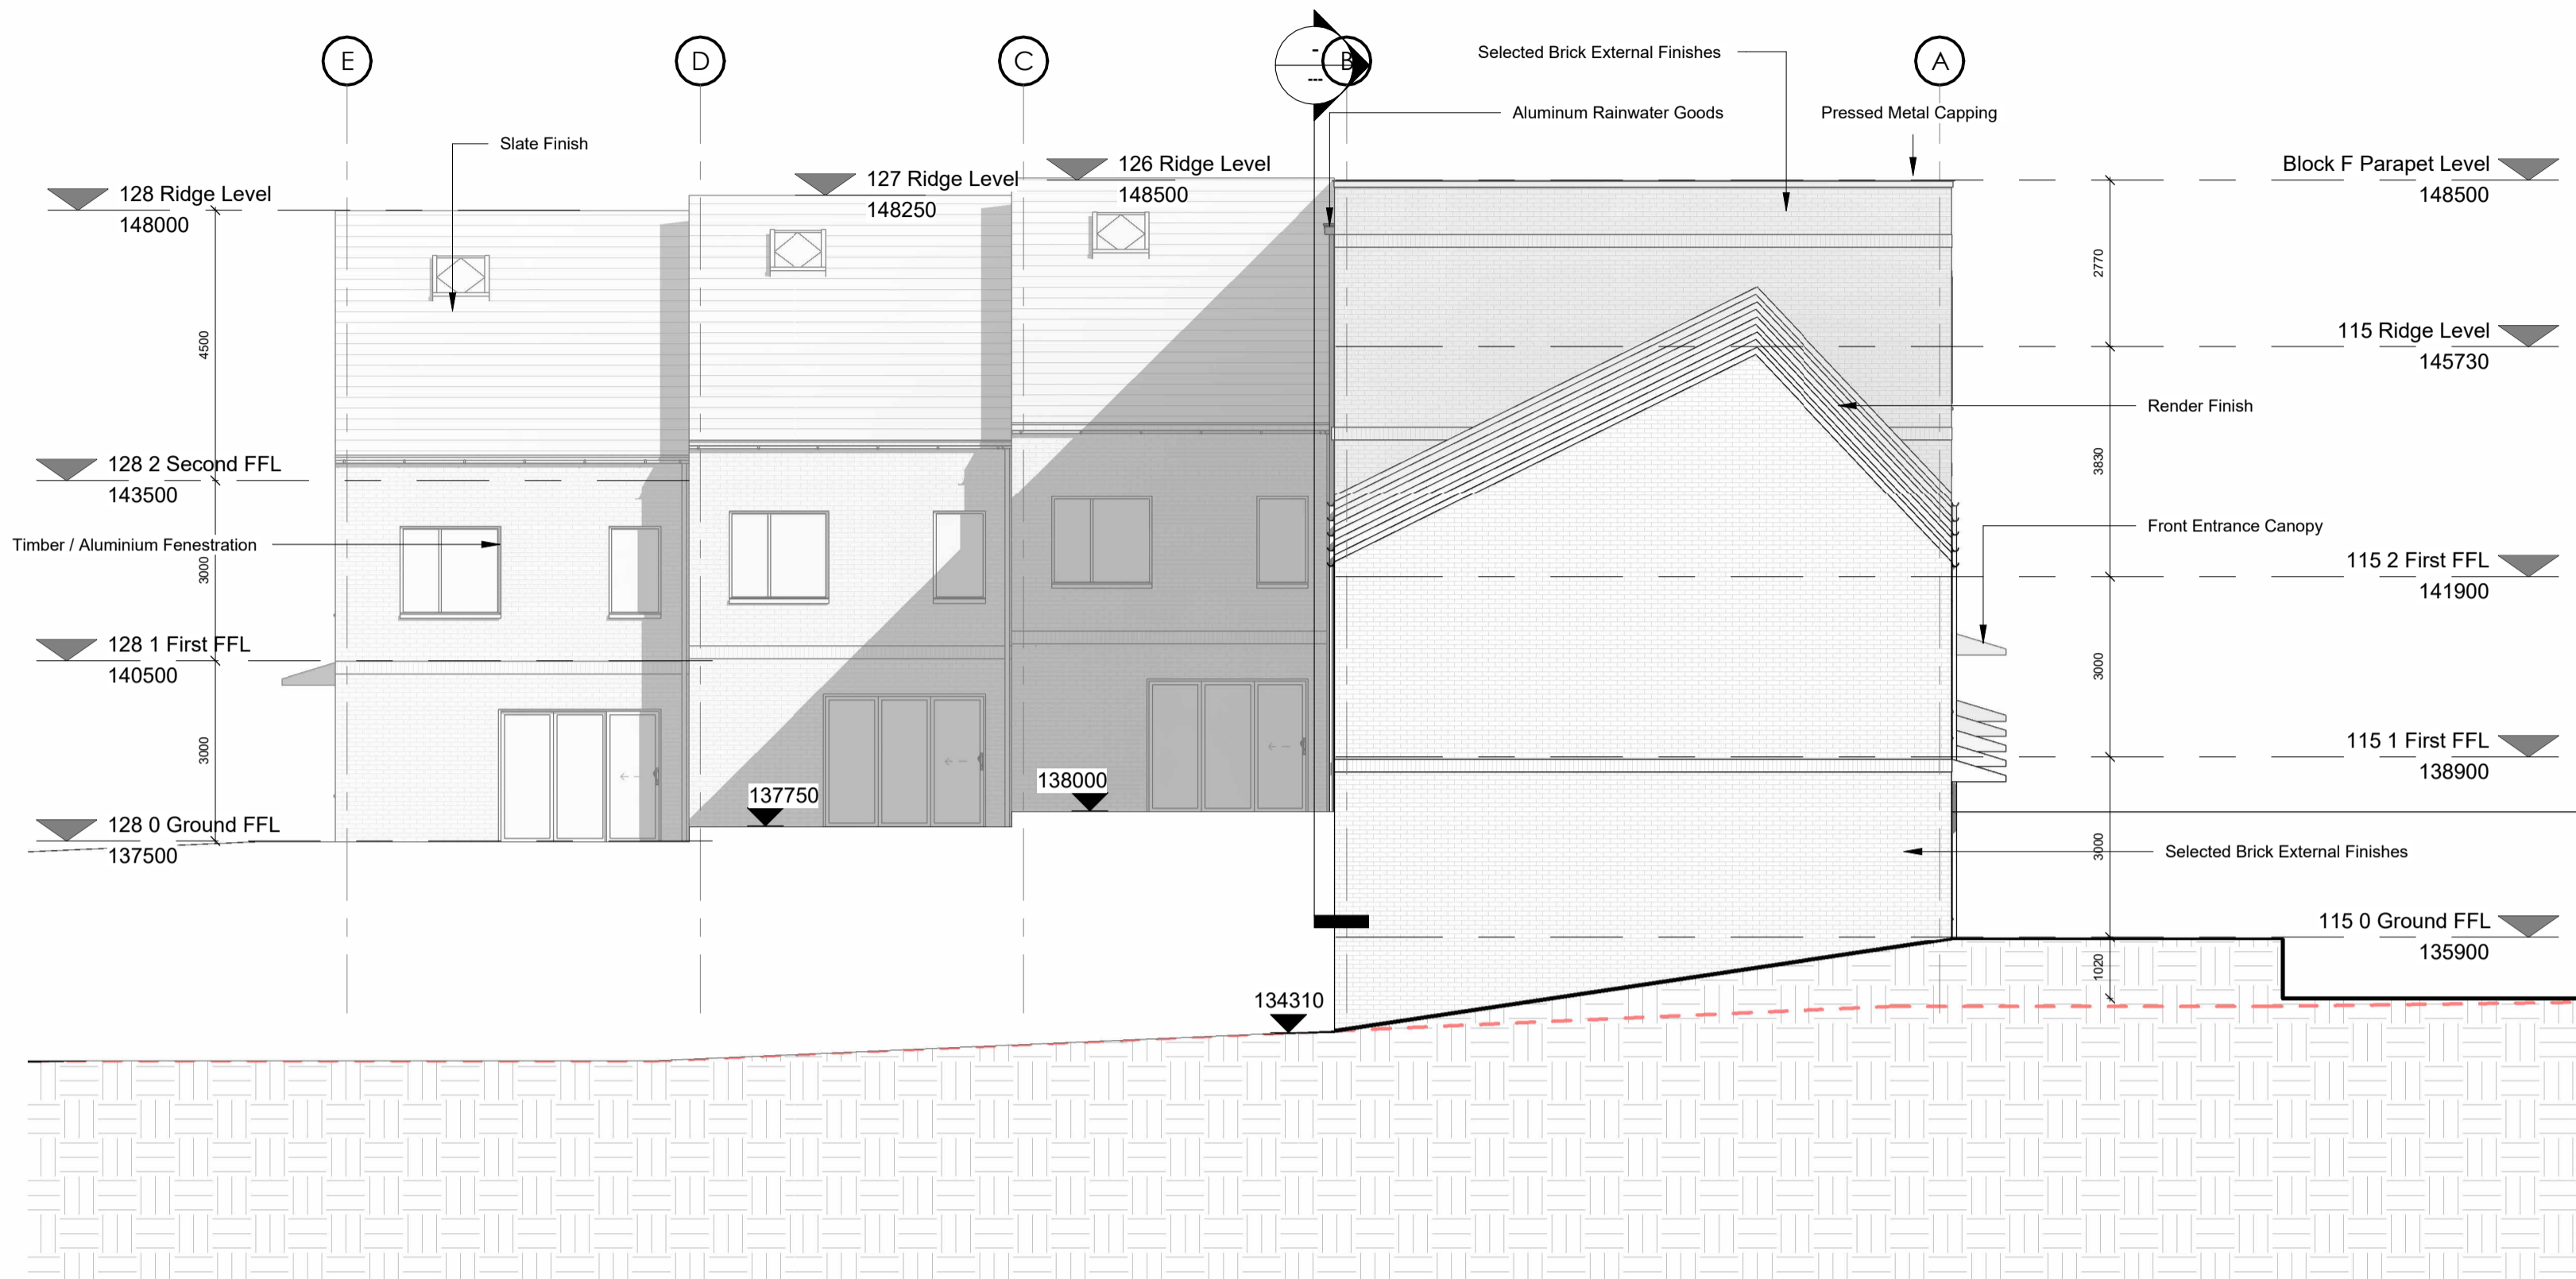 E
D
C
B
A
-
---
Selected Brick External Finishes
Aluminum Rainwater Goods
Pressed Metal Capping
Slate Finish
128 Ridge Level
148000
127 Ridge Level
148250
126 Ridge Level
148500
Block F Parapet Level
148500
2770
4500
115 Ridge Level
145730
Render Finish
3830
128 2 Second FFL
143500
Timber / Aluminium Fenestration
3000
Front Entrance Canopy
115 2 First FFL
141900
128 1 First FFL
140500
3000
3000
115 1 First FFL
138900
137750
138000
128 0 Ground FFL
137500
3000
Selected Brick External Finishes
115 0 Ground FFL
135900
1020
134310